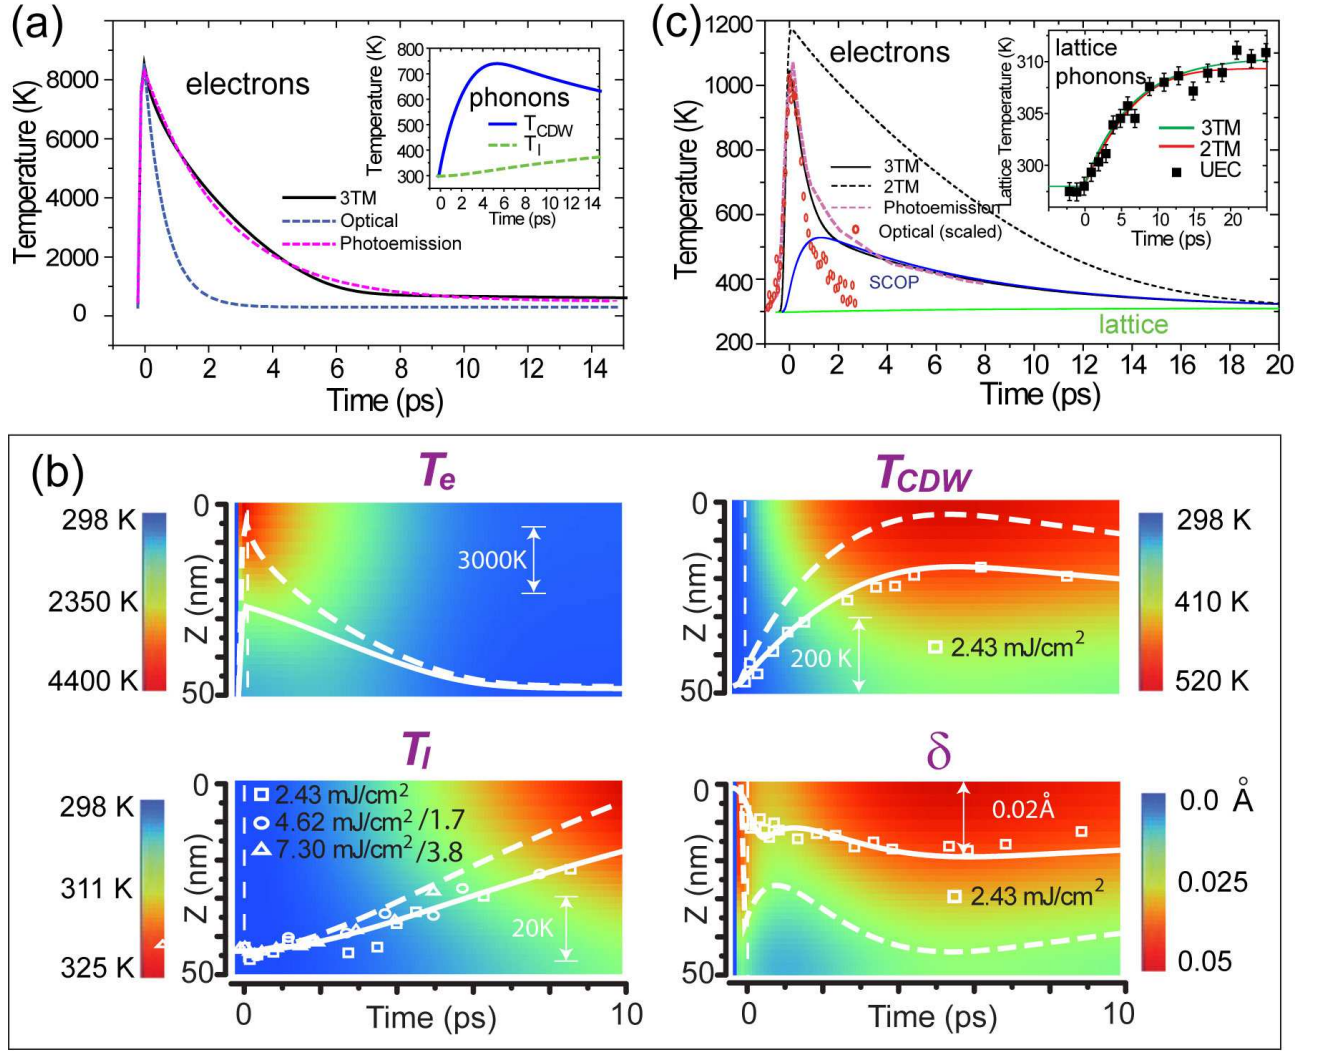 (a)
Temperature (K)
8000
6000
4000
2000
0
electrons
3TM
Optical
Photoemission
0 2 4 6 8 10 12 14
Time (ps)
Temperature (K)
800
700
600
500
400
300
phonons
T_CDW
T_l
0 2 4 6 8 10 12 14
Time (ps)
(c)
Temperature (K)
1200
1000
800
600
400
200
electrons
3TM
2TM
Photoemission
Optical (scaled)
SCOP
lattice
0 2 4 6 8 10 12 14 16 18 20
Time (ps)
Lattice Temperature (K)
310
305
300
lattice
phonons
3TM
2TM
UEC
0 5 10 15 20
Time (ps)
(b)
T_e
298 K
2350 K
4400 K
Z (nm)
0
50
3000K
T_CDW
Z (nm)
0
50
200 K
2.43 mJ/cm²
298 K
410 K
520 K
T_l
298 K
311 K
325 K
Z (nm)
0
50
2.43 mJ/cm²
4.62 mJ/cm² /1.7
7.30 mJ/cm² /3.8
20K
0 Time (ps) 10
δ
Z (nm)
0
50
0.02Å
2.43 mJ/cm²
0.0 Å
0.025
0.05
0 Time (ps) 10